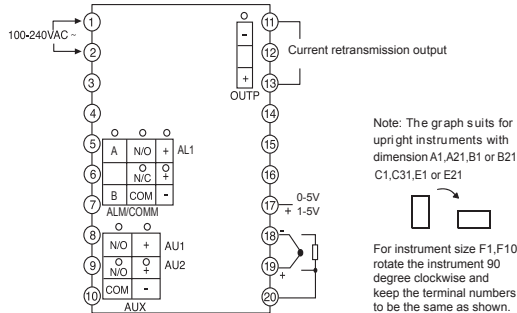 1
11
100-240VAC ~
-
2
12
Current retransmission output
+
3
13
OUTP
4
14
5
15
A N/O + AL1
6
16
N/C +
B COM -
7
17
0-5V
+ 1-5V
ALM/COMM
8
18
-
N/O + AU1
9
19
N/O + AU2
+
COM -
10
20
AUX
Note: The graph suits for
upright instruments with
dimension A1,A21,B1 or B21
C1,C31,E1 or E21
For instrument size F1,F10
rotate the instrument 90
degree clockwise and
keep the terminal numbers
to be the same as shown.